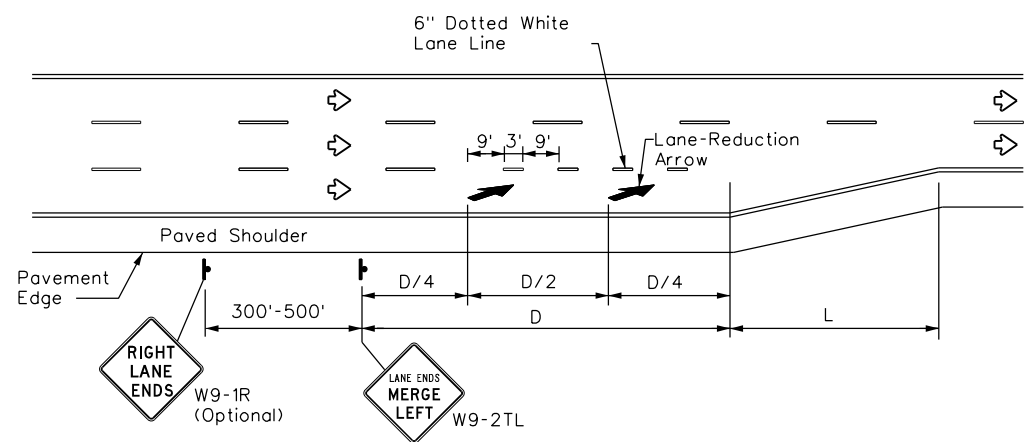 6" Dotted White
Lane Line
9' 3' 9'
Lane-Reduction
Arrow
Paved Shoulder
Pavement
Edge
D/4 D/2 D/4
300'-500' D L
RIGHT
LANE
ENDS
W9-1R
(Optional)
LANE ENDS
MERGE
LEFT
W9-2TL